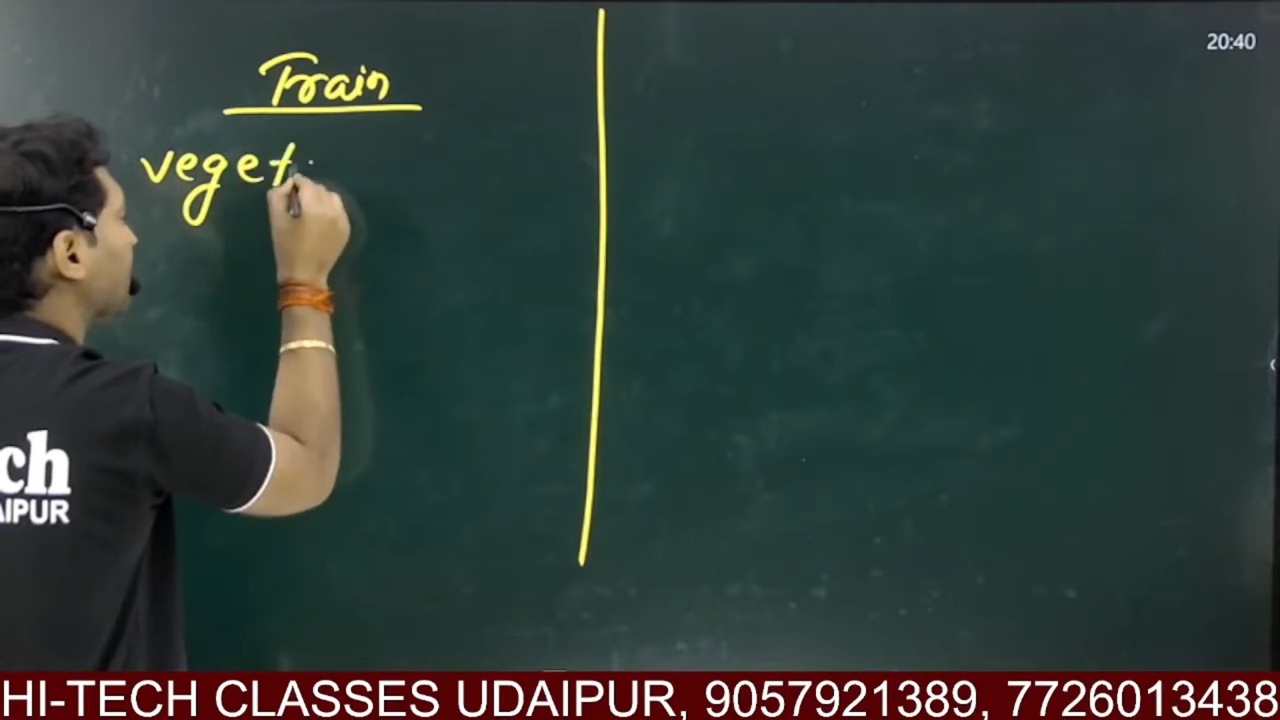 20:40
Train
veget
ch
AIPUR
HI-TECH CLASSES UDAIPUR, 9057921389, 7726013438